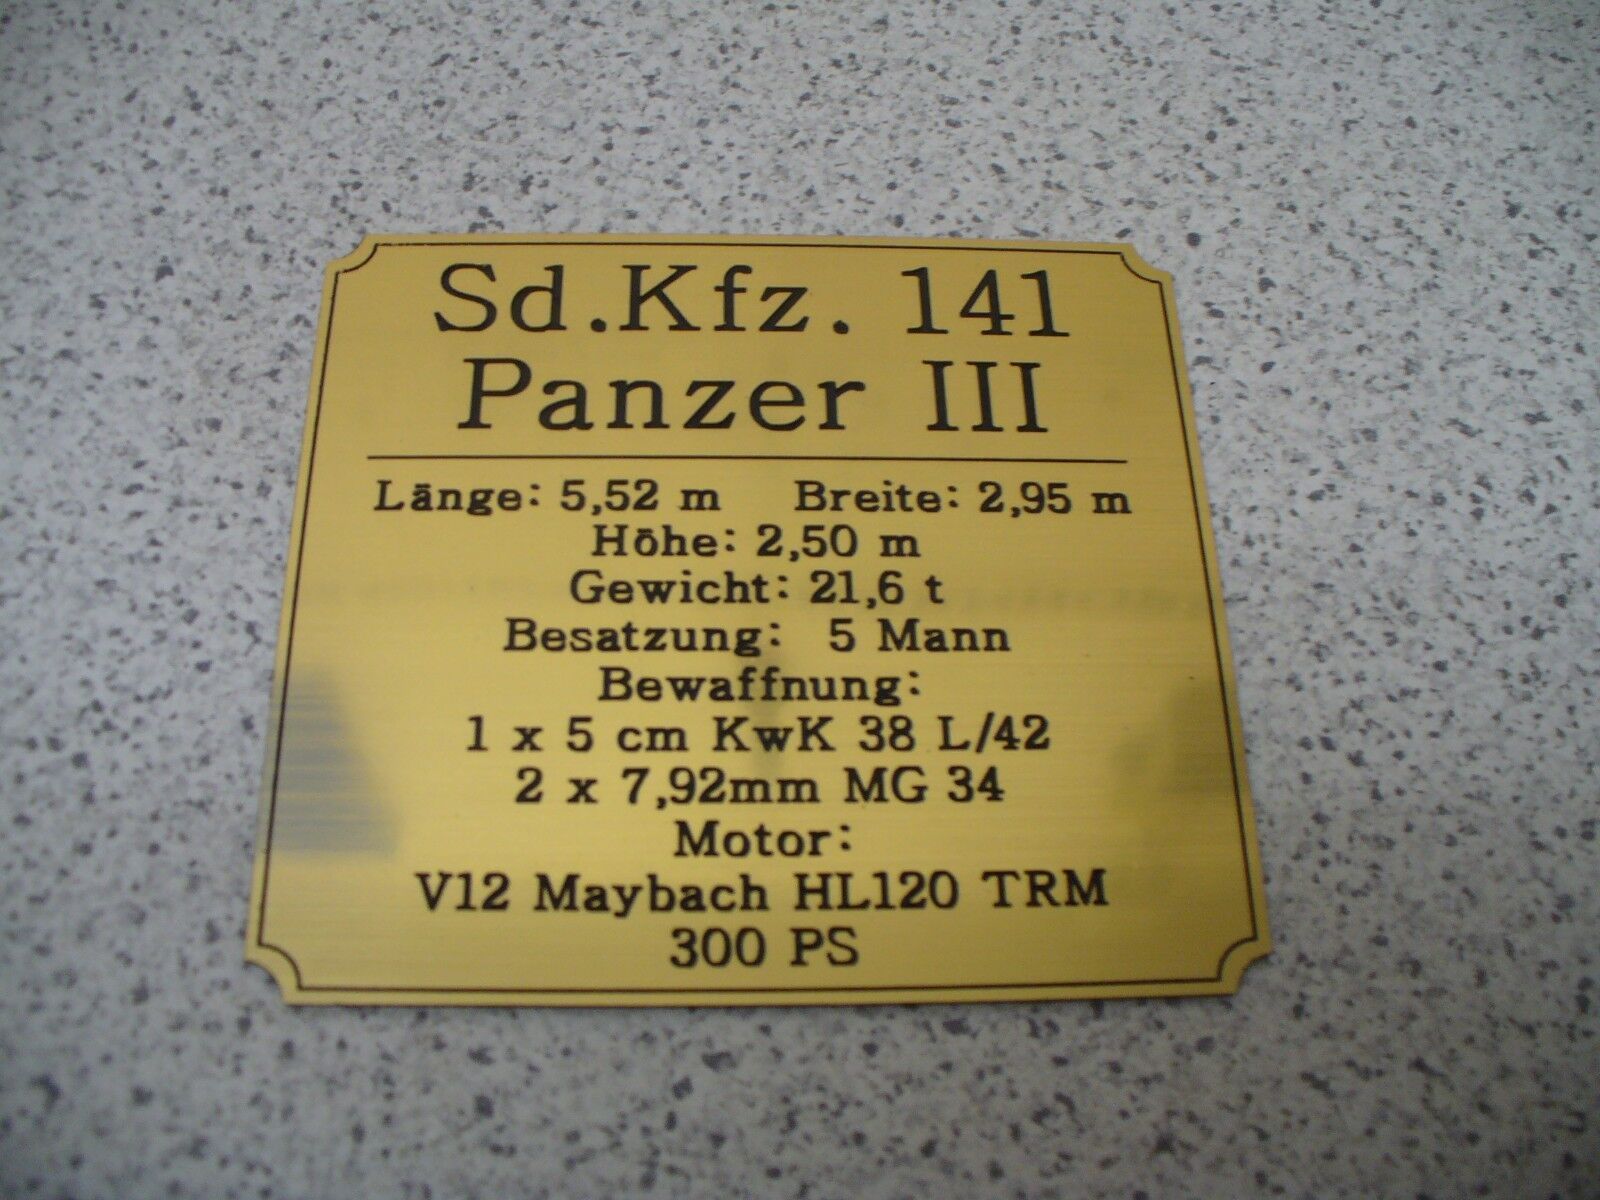 Sd.Kfz. 141
Panzer III
Länge: 5,52 m Breite: 2,95 m
Höhe: 2,50 m
Gewicht: 21,6 t
Besatzung: 5 Mann
Bewaffnung:
1 x 5 cm KwK 38 L/42
2 x 7,92mm MG 34
Motor:
V12 Maybach HL120 TRM
300 PS